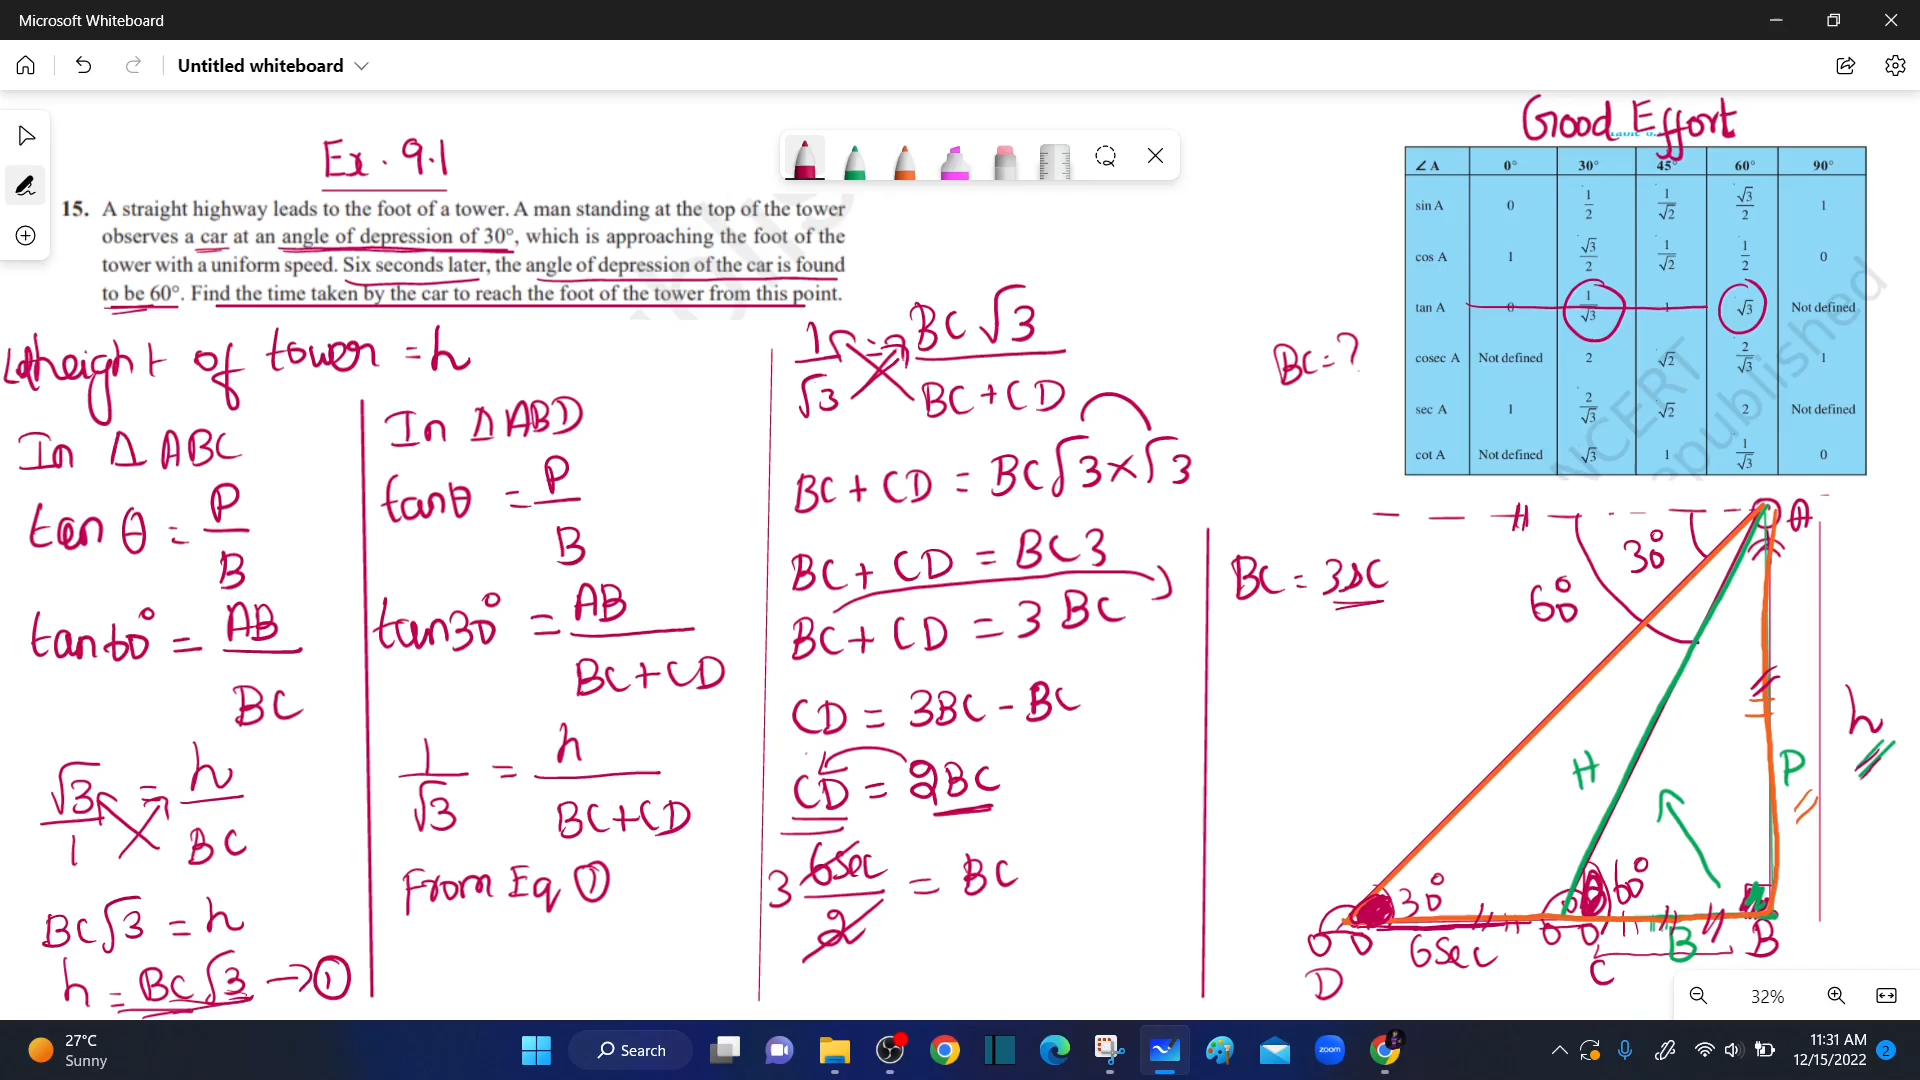 Microsoft Whiteboard
Untitled whiteboard
Good Effort
Ex. 9.1
15. A straight highway leads to the foot of a tower. A man standing at the top of the tower
observes a car at an angle of depression of 30°, which is approaching the foot of the
tower with a uniform speed. Six seconds later, the angle of depression of the car is found
to be 60°. Find the time taken by the car to reach the foot of the tower from this point.
∠A 0° 30° 45° 60° 90°
sin A 0 1/2 1/√2 √3/2 1
cos A 1 √3/2 1/√2 1/2 0
tan A 0 1/√3 1 √3 Not defined
cosec A Not defined 2 √2 2/√3 1
sec A 1 2/√3 √2 2 Not defined
cot A Not defined √3 1 1/√3 0
height of tower = h
In Δ ABC
tan θ = P/B
tan60° = AB/BC
√3/1 = h/BC
BC√3 = h
h = BC√3 → ①
In Δ ABD
tanθ = P/B
tan30° = AB/BC+CD
1/√3 = h/BC+CD
From Eq ①
1/√3 = BC√3/BC+CD
BC + CD = BC√3×√3
BC + CD = BC3
BC + CD = 3 BC
CD = 3BC - BC
CD = 2BC
3 6sec/2 = BC
BC = ?
BC = 3sec
A
30°
60°
h
H
P
30°
60°
6sec
B
B
C
D
32%
27°C
Sunny
Search
zoom
11:31 AM
12/15/2022
2